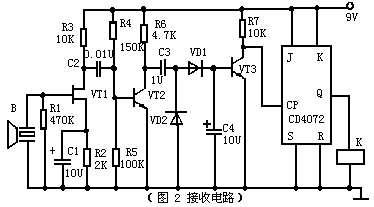 R3
10K
R4
150K
R6
4.7K
R7
10K
9V
0.01U
C2
C3
1U
VD1
VT3
J
K
VT1
VT2
CP
Q
CD4072
B
R1
470K
VD2
C4
10U
S
R
K
+
C1
10U
R2
2K
R5
100K
+
(图 2 接收电路)